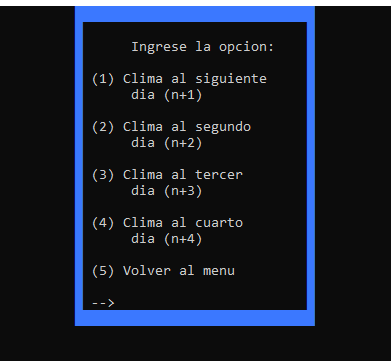 Ingrese la opcion:
(1) Clima al siguiente
dia (n+1)
(2) Clima al segundo
dia (n+2)
(3) Clima al tercer
dia (n+3)
(4) Clima al cuarto
dia (n+4)
(5) Volver al menu
-->